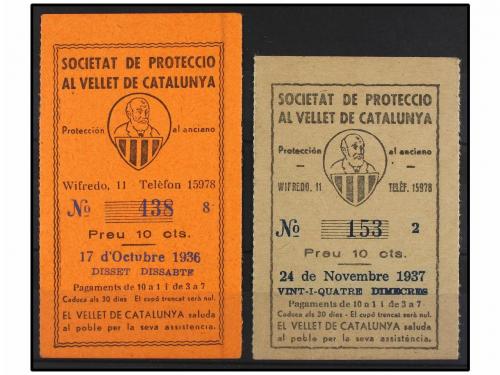 SOCIETAT DE PROTECCIO
AL VELLET DE CATALUNYA
Protección al anciano
Wifredo, 11 Telèfon 15978
Nº 438 8
Preu 10 cts.
17 d'Octubre 1936
DISSET DISSABTE
Pagaments de 10 a 1 i de 3 a 7
Caduca als 30 dies - El cupó trencat serà nul.
EL VELLET DE CATALUNYA saluda
al poble per la seva assistència.
SOCIETAT DE PROTECCIO
AL VELLET DE CATALUNYA
Protección al anciano
WIFREDO, 11 TELÈF. 15978
Nº 153 2
Preu 10 cts.
24 de Novembre 1937
VINT-I-QUATRE DIMECRES
Pagaments de 10 a 1 i de 3 a 7
Caduca als 30 dies - El cupó trencat serà nul.
EL VELLET DE CATALUNYA saluda
al poble per la seva assistència.